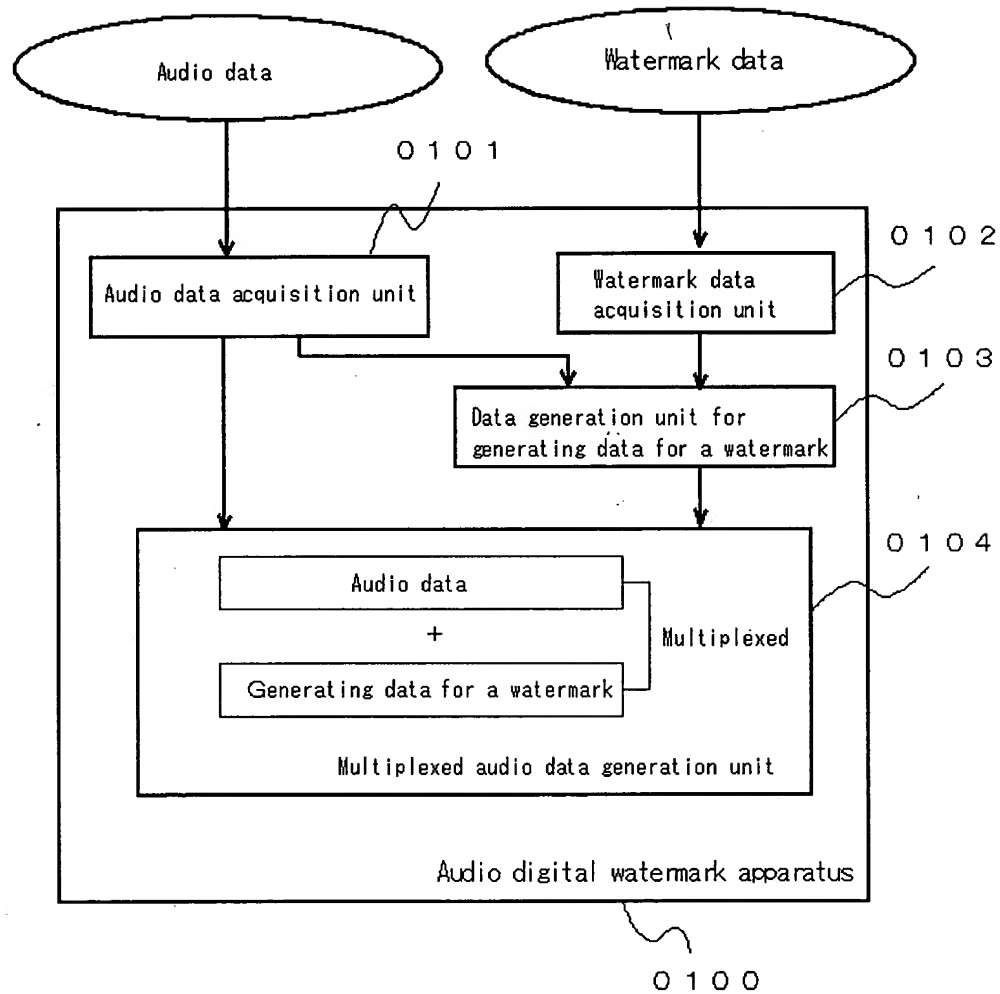 Audio data
Watermark data
0101
0102
Audio data acquisition unit
Watermark data
acquisition unit
0103
Data generation unit for
generating data for a watermark
0104
Audio data
+
Multiplexed
Generating data for a watermark
Multiplexed audio data generation unit
Audio digital watermark apparatus
0100